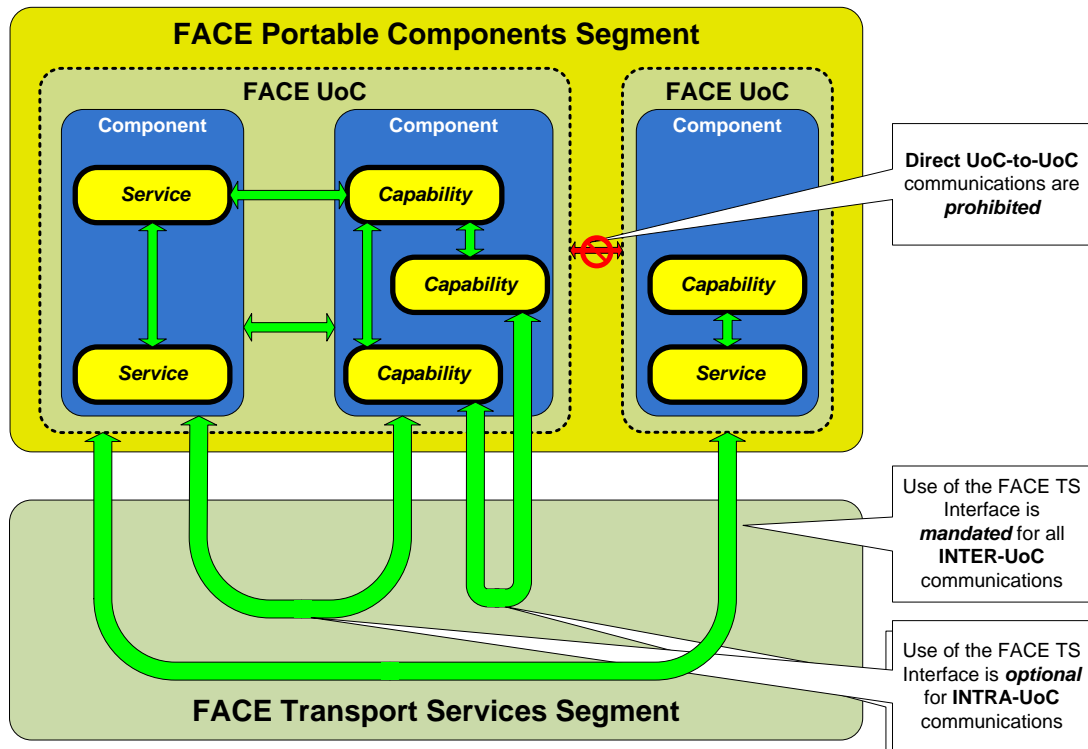 FACE Portable Components Segment
FACE UoC
Component
Service
Service
Component
Capability
Capability
Capability
FACE UoC
Component
Capability
Service
Direct UoC-to-UoC
communications are
prohibited
Use of the FACE TS
Interface is
mandated for all
INTER-UoC
communications
Use of the FACE TS
Interface is optional
for INTRA-UoC
communications
FACE Transport Services Segment